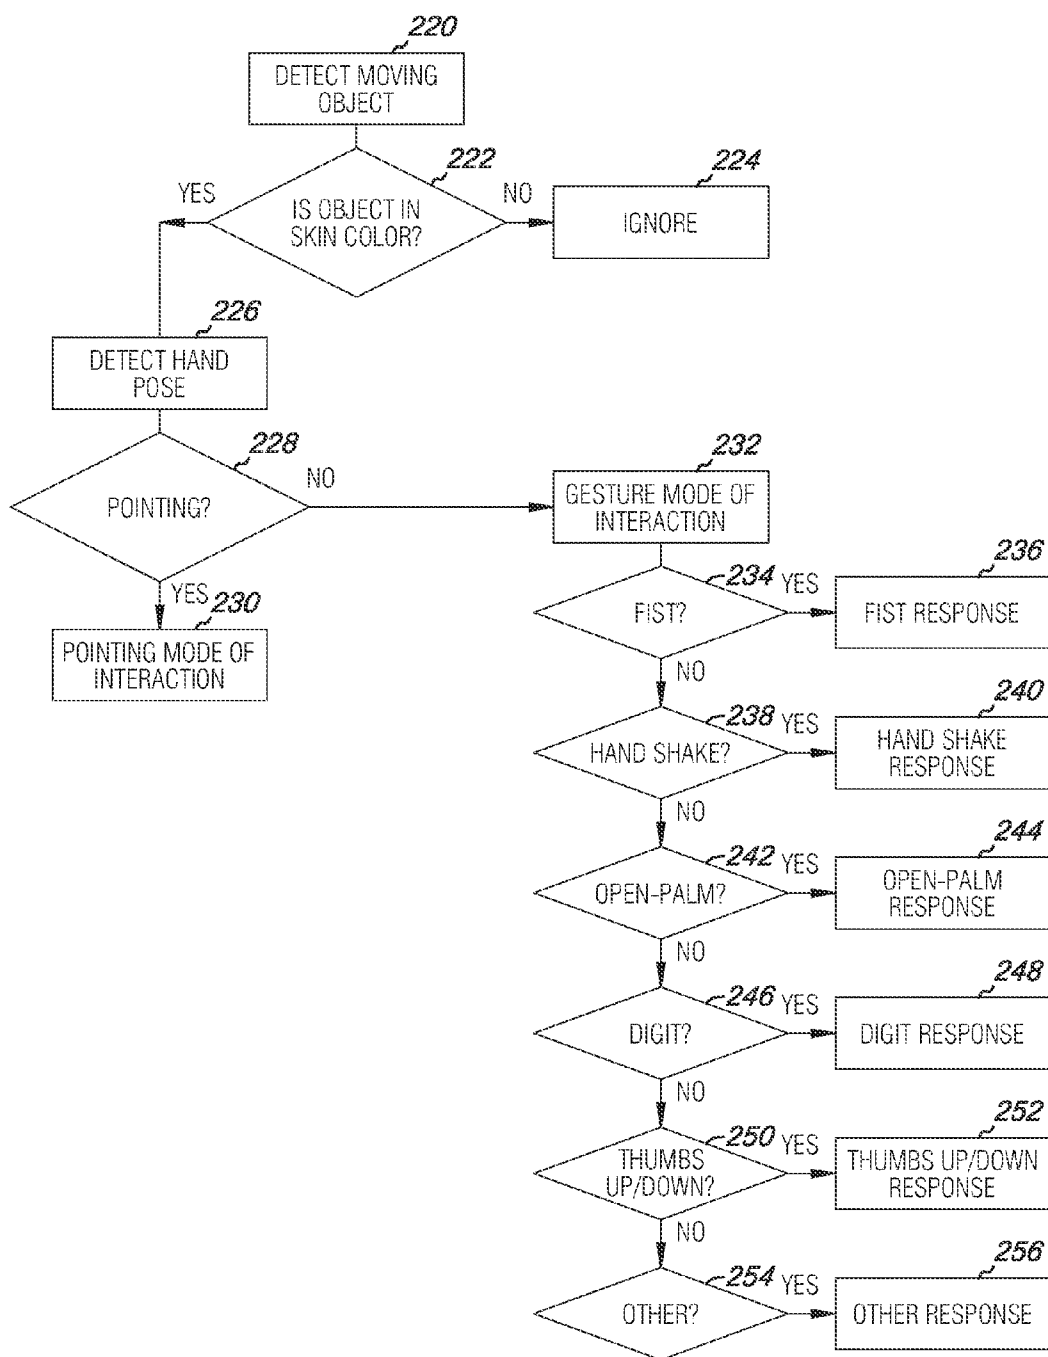 220
DETECT MOVING
OBJECT
222
YES
IS OBJECT IN
SKIN COLOR?
NO
224
IGNORE
226
DETECT HAND
POSE
228
POINTING?
NO
YES
230
POINTING MODE OF
INTERACTION
232
GESTURE MODE OF
INTERACTION
234
FIST?
YES
236
FIST RESPONSE
NO
238
HAND SHAKE?
YES
240
HAND SHAKE
RESPONSE
NO
242
OPEN-PALM?
YES
244
OPEN-PALM
RESPONSE
NO
246
DIGIT?
YES
248
DIGIT RESPONSE
NO
250
THUMBS
UP/DOWN?
YES
252
THUMBS UP/DOWN
RESPONSE
NO
254
OTHER?
YES
256
OTHER RESPONSE